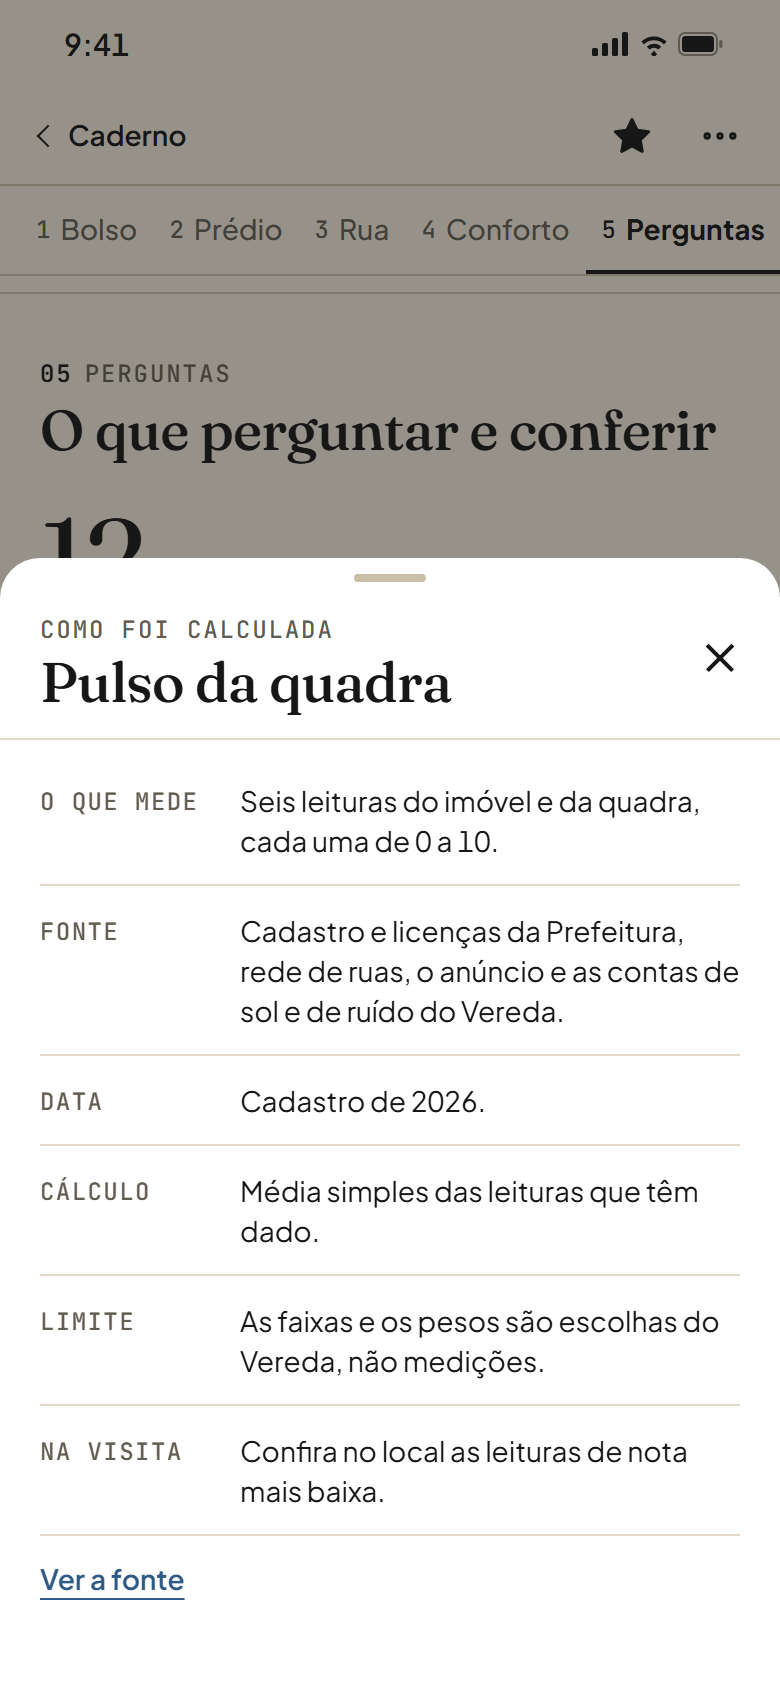 9:41
Caderno
1 Bolso 2 Prédio 3 Rua 4 Conforto 5 Perguntas
05 PERGUNTAS
O que perguntar e conferir
12
COMO FOI CALCULADA
Pulso da quadra
O QUE MEDE
Seis leituras do imóvel e da quadra,
cada uma de 0 a 10.
FONTE
Cadastro e licenças da Prefeitura,
rede de ruas, o anúncio e as contas de
sol e de ruído do Vereda.
DATA
Cadastro de 2026.
CÁLCULO
Média simples das leituras que têm
dado.
LIMITE
As faixas e os pesos são escolhas do
Vereda, não medições.
NA VISITA
Confira no local as leituras de nota
mais baixa.
Ver a fonte